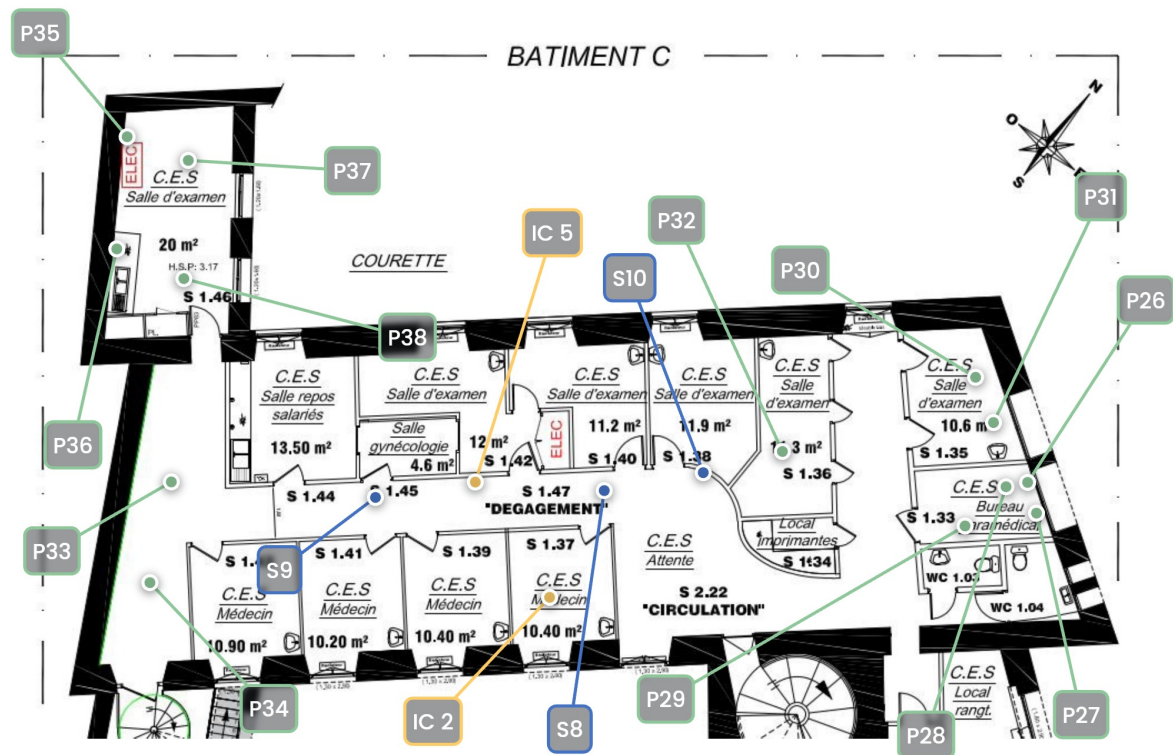 BATIMENT C
P35
P37
ELEC
C.E.S
Salle d'examen
20 m²
H.S.P: 3.17
S 1.46
PL.
P36
P38
COURETTE
IC 5
S10
P32
P30
P31
P26
N
O
S
C.E.S
Salle repos
salariés
13.50 m²
S 1.44
C.E.S
Salle d'examen
12 m²
S 1.42
Salle
gynécologie
4.6 m²
S 1.45
C.E.S
Salle d'examen
11.2 m²
S 1.40
ELEC
C.E.S
Salle d'examen
11.9 m²
S 1.38
C.E.S
Salle
d'examen
S 1.36
C.E.S
Salle
d'examen
10.6 m²
S 1.35
C.E.S
Bureau
S 1.33
S 1.47
"DEGAGEMENT"
Local
imprimantes
C.E.S
Attente
S 2.22
"CIRCULATION"
WC 1.03
WC 1.04
P33
S9
C.E.S
Médecin
10.90 m²
S 1.41
C.E.S
Médecin
10.20 m²
S 1.39
C.E.S
Médecin
10.40 m²
S 1.37
C.E.S
Médecin
10.40 m²
P34
IC 2
S8
P29
P28
P27
C.E.S
Local
rangt.